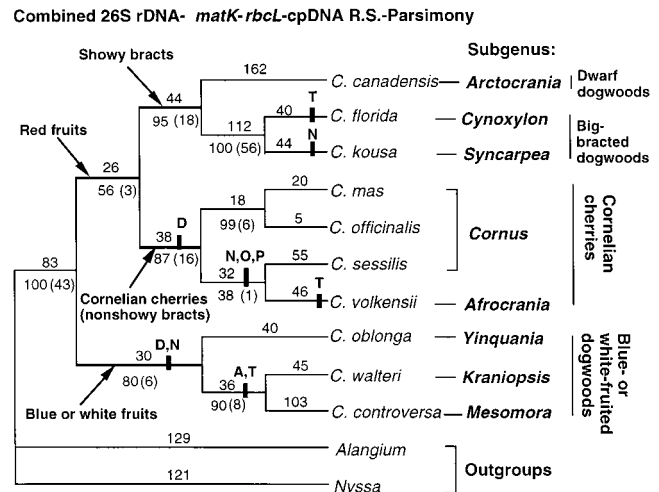 Combined 26S rDNA- matK-rbcL-cpDNA R.S.-Parsimony
Subgenus:
Showy bracts
162
C. canadensis
Arctocrania
Dwarf
dogwoods
44
95 (18)
T
40
C. florida
Cynoxylon
Big-
bracted
dogwoods
112
100 (56)
N
44
C. kousa
Syncarpea
Red fruits
26
56 (3)
20
C. mas
18
99(6)
5
C. officinalis
Cornus
Cornelian
cherries
D
38
87 (16)
N,O,P
55
C. sessilis
32
38 (1)
T
46
C. volkensii
Afrocrania
83
100 (43)
Cornelian cherries
(nonshowy bracts)
40
C. oblonga
Yinquania
Blue- or
white-fruited
dogwoods
D,N
30
80(6)
A,T
45
C. walteri
Kraniopsis
36
90(8)
103
C. controversa
Mesomora
Blue or white fruits
129
Alangium
Outgroups
121
Nyssa